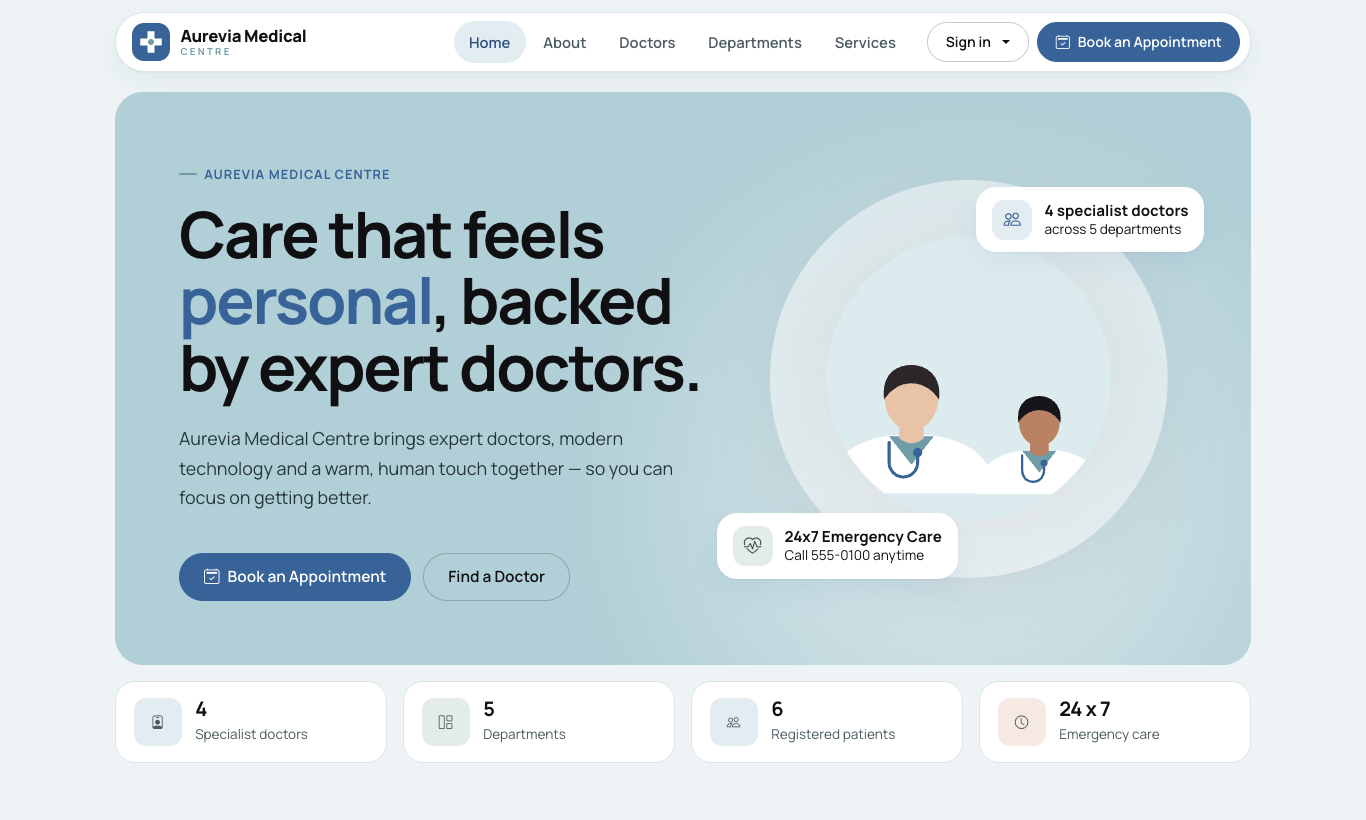 Aurevia Medical
CENTRE
Home
About
Doctors
Departments
Services
Sign in
Book an Appointment
AUREVIA MEDICAL CENTRE
Care that feels
personal, backed
by expert doctors.
Aurevia Medical Centre brings expert doctors, modern
technology and a warm, human touch together — so you can
focus on getting better.
Book an Appointment
Find a Doctor
4 specialist doctors
across 5 departments
24x7 Emergency Care
Call 555-0100 anytime
4
Specialist doctors
5
Departments
6
Registered patients
24 x 7
Emergency care